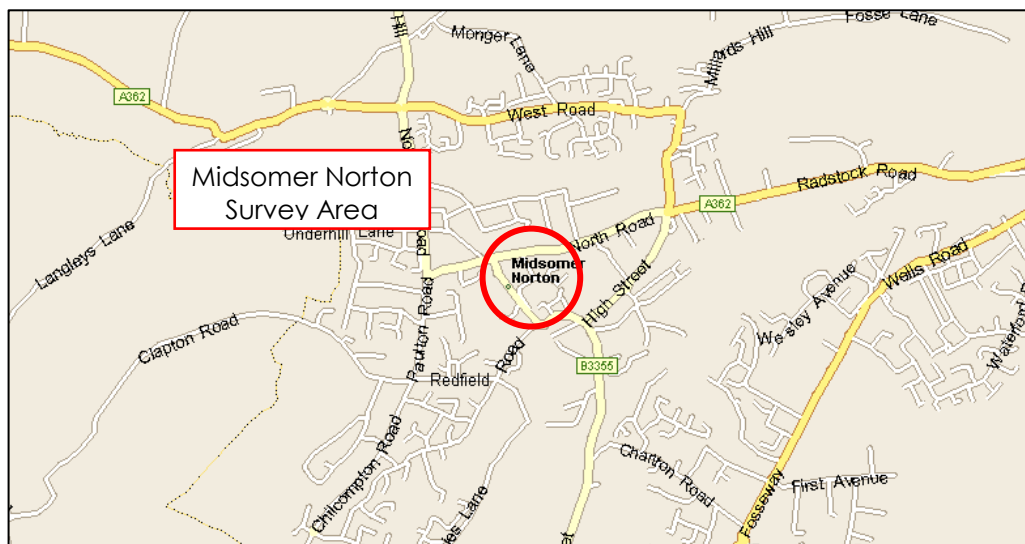 Hill
Monger Lane
Fosse Lane
Millards Hill
A362
West Road
Midsomer Norton
Survey Area
Radstock Road
A362
Underhill Lane
North Road
Langleys Lane
Midsomer
Norton
High Street
Wells Road
Wesley Avenue
Clapton Road
Paulton Road
Road
B3355
Redfield
Charlton Road
First Avenue
Chilcompton Road
Fosseway